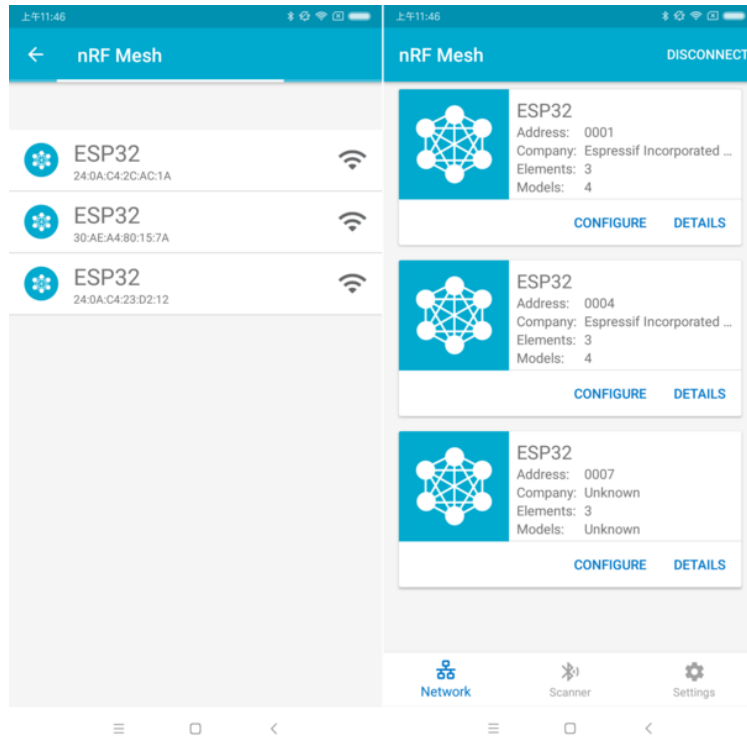 上午11:46
nRF Mesh
ESP32
24:0A:C4:2C:AC:1A
ESP32
30:AE:A4:80:15:7A
ESP32
24:0A:C4:23:D2:12
上午11:46
nRF Mesh DISCONNECT
ESP32
Address: 0001
Company: Espressif Incorporated ...
Elements: 3
Models: 4
CONFIGURE DETAILS
ESP32
Address: 0004
Company: Espressif Incorporated ...
Elements: 3
Models: 4
CONFIGURE DETAILS
ESP32
Address: 0007
Company: Unknown
Elements: 3
Models: Unknown
CONFIGURE DETAILS
Network Scanner Settings